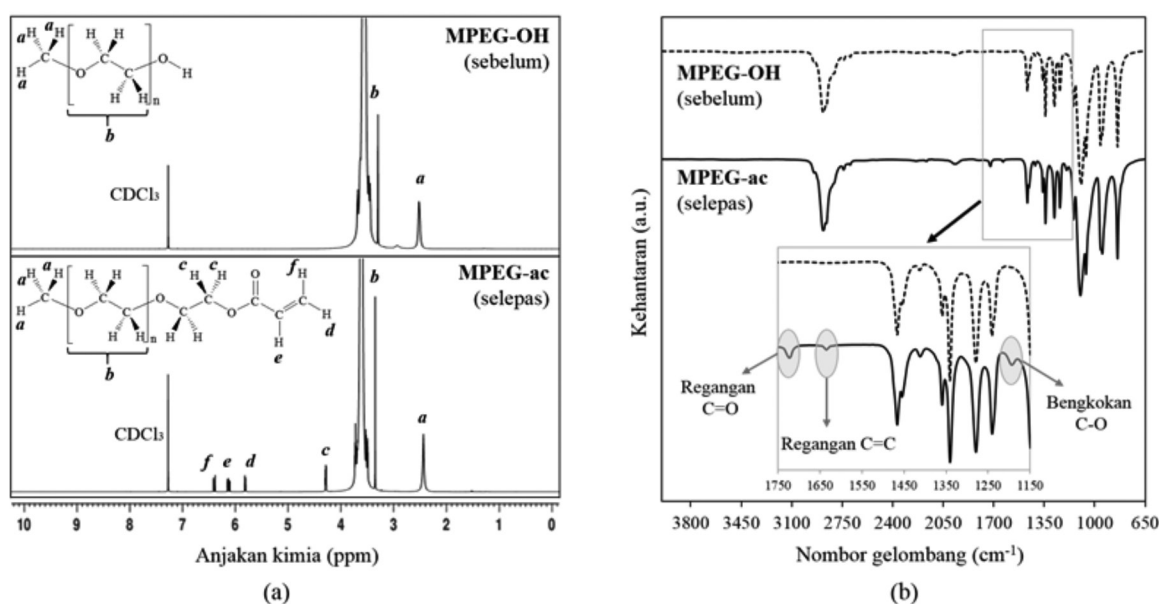 MPEG-OH
(sebelum)
a
a
a
H
H
H
C
O
H
H
C
C
H
H
n
O
H
b
b
a
CDCl₃
MPEG-ac
(selepas)
a
a
a
H
H
H
C
O
H
H
C
C
H
H
n
b
O
c
c
H
H
C
C
H
H
O
O
C
C
f
H
C
H
d
H
e
b
a
CDCl₃
f
e
d
c
10
9
8
7
6
5
4
3
2
1
0
Anjakan kimia (ppm)
(a)
MPEG-OH
(sebelum)
MPEG-ac
(selepas)
Kehantaran (a.u.)
Regangan
C=O
Regangan C=C
Bengkokan
C-O
1750
1650
1550
1450
1350
1250
1150
3800
3450
3100
2750
2400
2050
1700
1350
1000
650
Nombor gelombang (cm⁻¹)
(b)